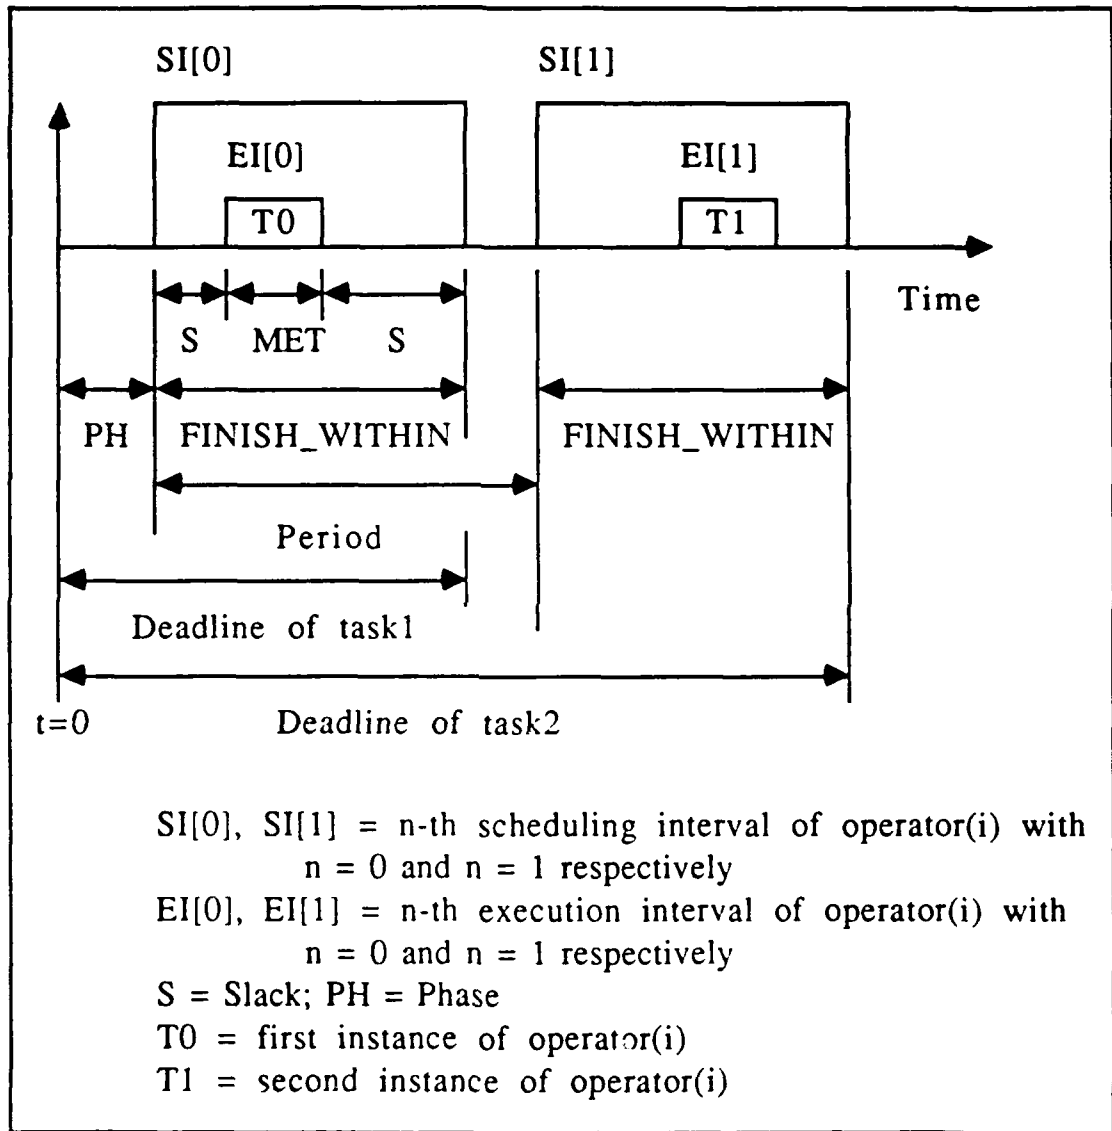 SI[0] SI[1]
EI[0] EI[1]
T0 T1
Time
S MET S
PH FINISH_WITHIN FINISH_WITHIN
Period
Deadline of task1
t=0 Deadline of task2
SI[0], SI[1] = n-th scheduling interval of operator(i) with
n = 0 and n = 1 respectively
EI[0], EI[1] = n-th execution interval of operator(i) with
n = 0 and n = 1 respectively
S = Slack; PH = Phase
T0 = first instance of operator(i)
T1 = second instance of operator(i)